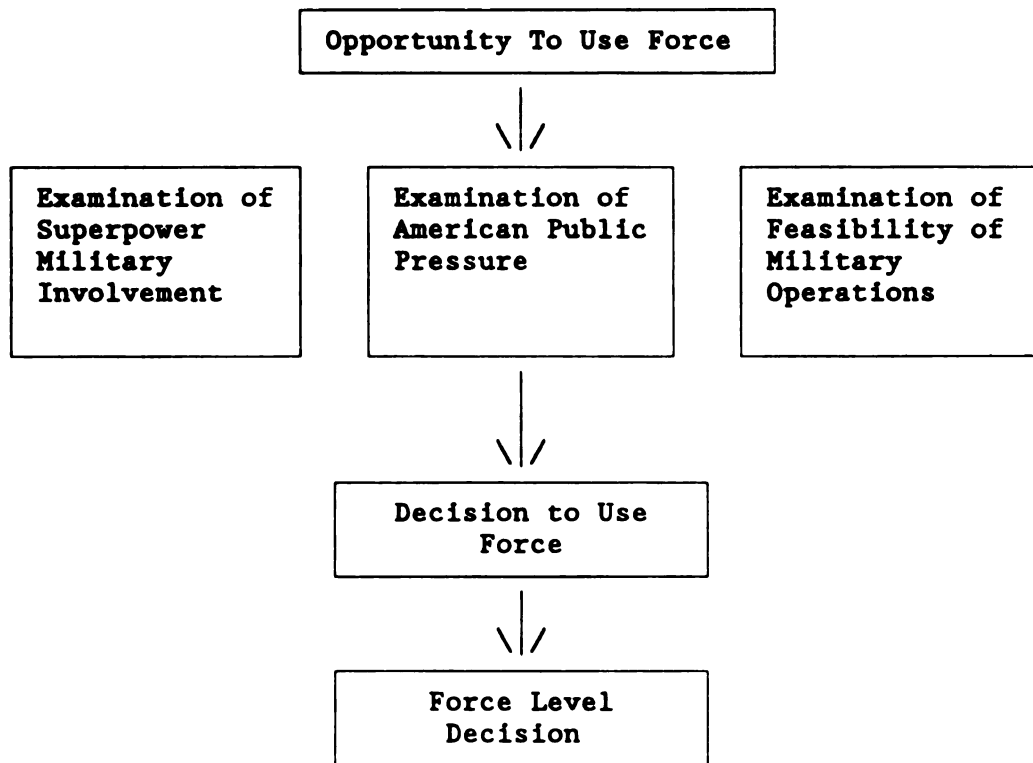 Opportunity To Use Force
Examination of
Superpower
Military
Involvement
Examination of
American Public
Pressure
Examination of
Feasibility of
Military
Operations
Decision to Use
Force
Force Level
Decision